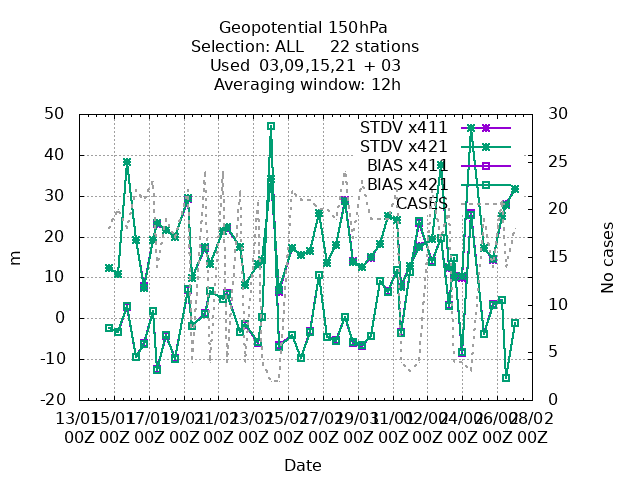 Geopotential 150hPa
Selection: ALL     22 stations
Used  03,09,15,21 + 03
Averaging window: 12h
50 30
STDV x411
STDV x421
BIAS x411
BIAS x421
CASES
40 25
30 20
20 15
10 10
0
-10 5
-20 0
m
No cases
13/01 15/01 17/01 19/01 21/01 23/01 25/01 27/01 29/01 31/01 02/02 04/02 06/02 08/02
00Z 00Z 00Z 00Z 00Z 00Z 00Z 00Z 00Z 00Z 00Z 00Z 00Z 00Z
Date